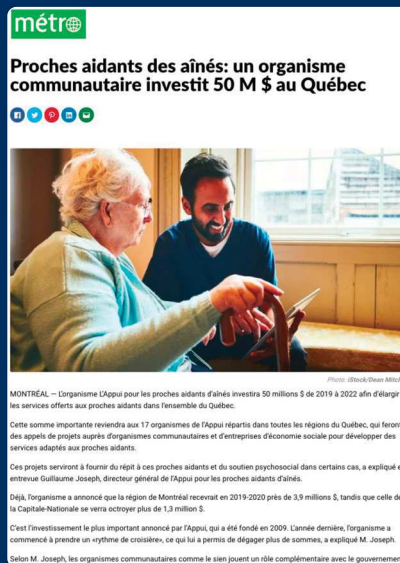 métro
Proches aidants des aînés: un organisme
communautaire investit 50 M $ au Québec
Photo: iStock/Dean Mitch
MONTRÉAL — L'organisme L'Appui pour les proches aidants d'aînés investira 50 millions $ de 2019 à 2022 afin d'élargir
les services offerts aux proches aidants dans l'ensemble du Québec.
Cette somme importante reviendra aux 17 organismes de l'Appui répartis dans toutes les régions du Québec, qui feront
des appels de projets auprès d'organismes communautaires et d'entreprises d'économie sociale pour développer des
services adaptés aux proches aidants.
Ces projets serviront à fournir du répit à ces proches aidants et du soutien psychosocial dans certains cas, a expliqué e
entrevue Guillaume Joseph, directeur général de l'Appui pour les proches aidants d'aînés.
Déjà, l'organisme a annoncé que la région de Montréal recevrait en 2019-2020 près de 3,9 millions $, tandis que celle de
la Capitale-Nationale se verra octroyer plus de 1,3 million $.
C'est l'investissement le plus important annoncé par l'Appui, qui a été fondé en 2009. L'année dernière, l'organisme a
commencé à prendre un «rythme de croisière», ce qui lui a permis de dégager plus de sommes, a expliqué M. Joseph.
Selon M. Joseph, les organismes communautaires comme le sien jouent un rôle complémentaire avec le gouvernemen